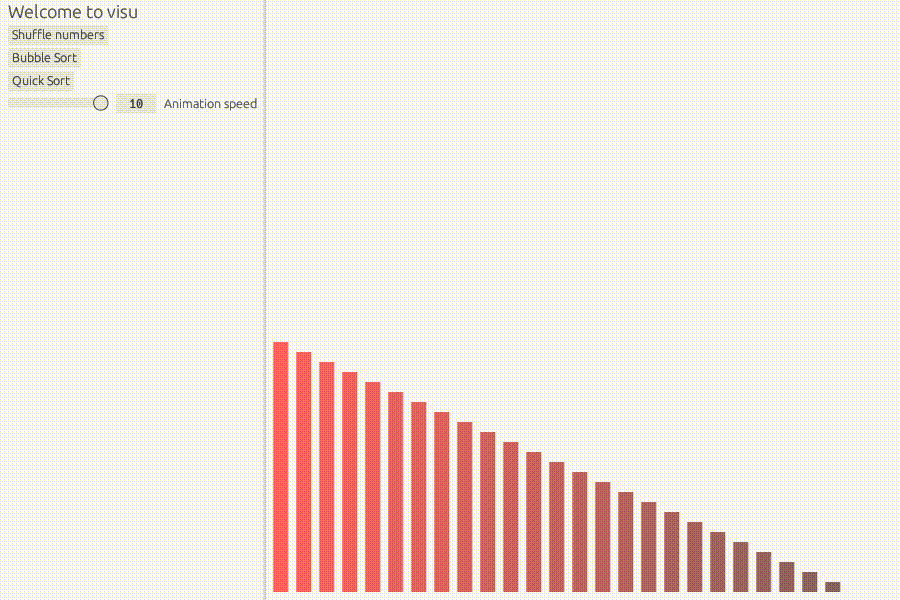 Welcome to visu
Shuffle numbers
Bubble Sort
Quick Sort
10 Animation speed